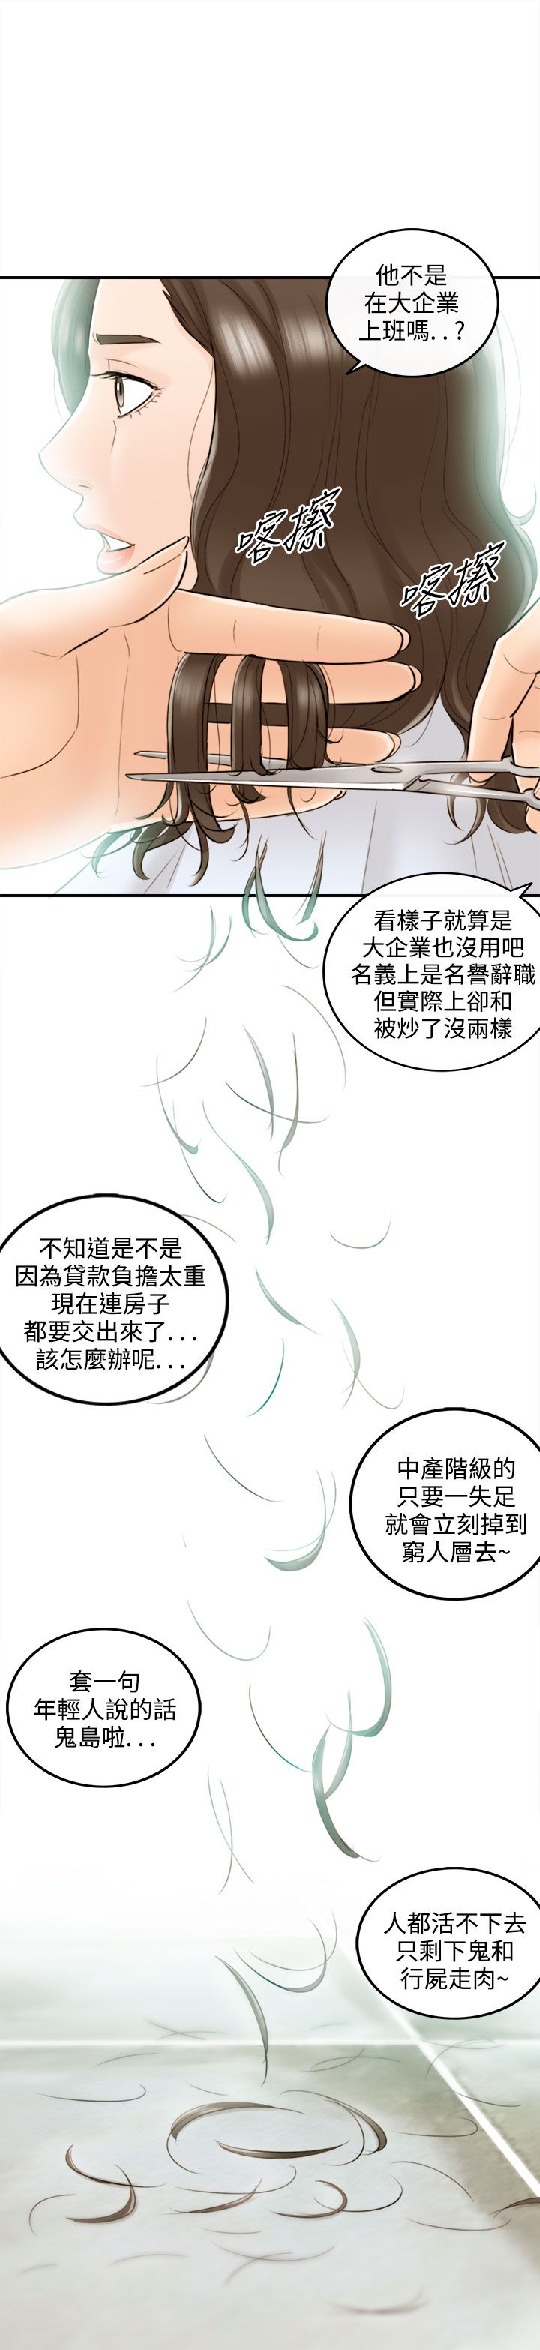 他不是
在大企業
上班嗎..?
喀擦
喀擦
看樣子就算是
大企業也沒用吧
名義上是名譽辭職
但實際上卻和
被炒了沒兩樣
不知道是不是
因為貸款負擔太重
現在連房子
都要交出來了...
該怎麼辦呢...
中產階級的
只要一失足
就會立刻掉到
窮人層去~
套一句
年輕人說的話
鬼島啦...
人都活不下去
只剩下鬼和
行屍走肉~